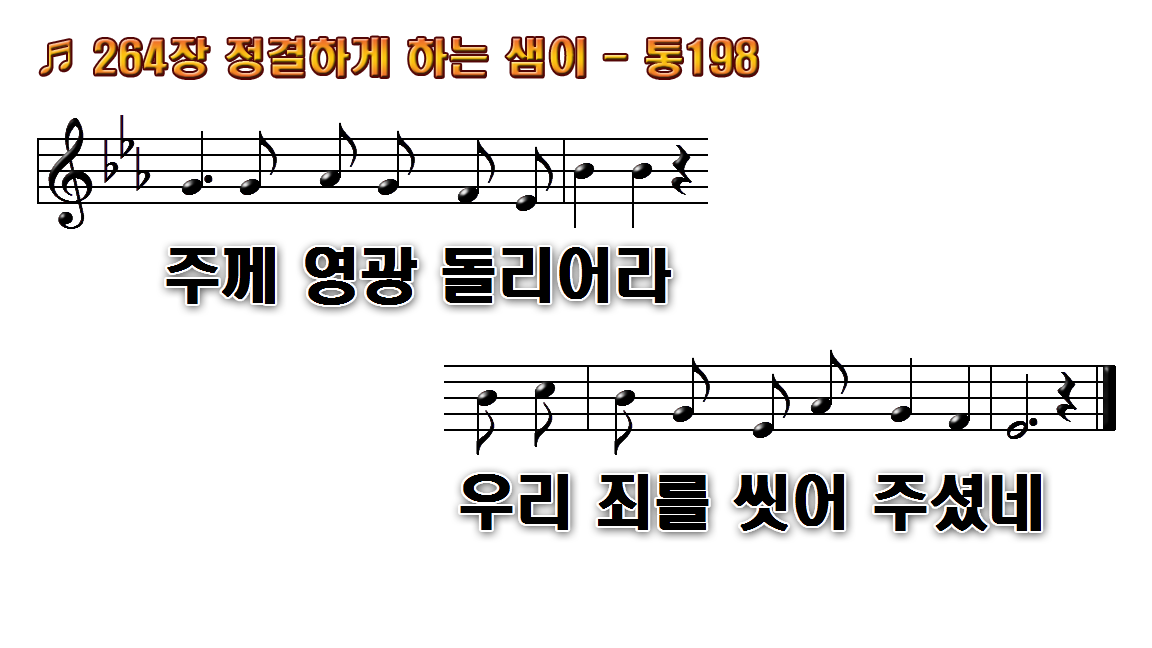 ♬ 264장 정결하게 하는 샘이 - 통198
주께 영광 돌리어라
우리 죄를 씻어 주셨네